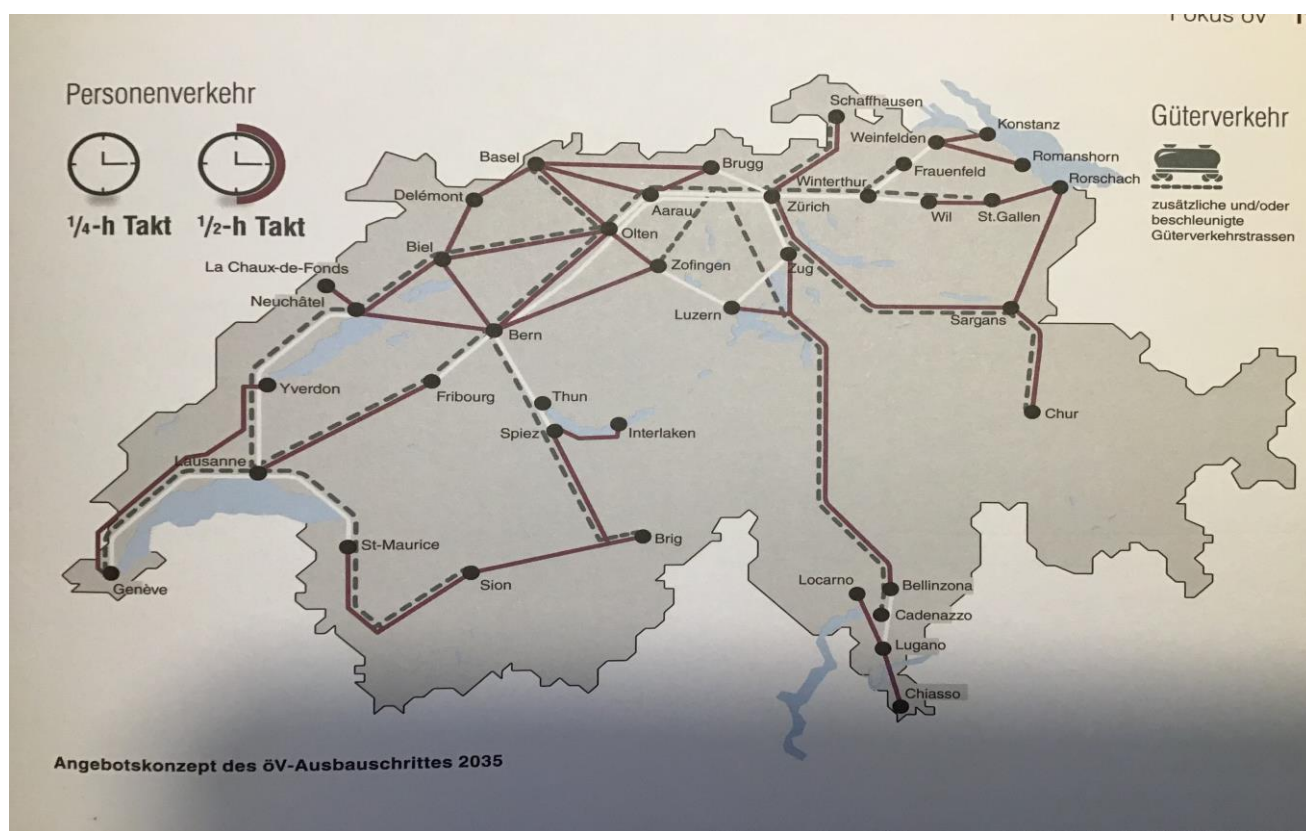 Fokus öV
Personenverkehr
1/4-h Takt
1/2-h Takt
Güterverkehr
zusätzliche und/oder
beschleunigte
Güterverkehrstrassen
Schaffhausen
Konstanz
Weinfelden
Romanshorn
Frauenfeld
Rorschach
Basel
Brugg
Winterthur
Delémont
Aarau
Zürich
Wil
St.Gallen
Olten
Biel
Zofingen
Zug
La Chaux-de-Fonds
Neuchâtel
Luzern
Sargans
Bern
Yverdon
Fribourg
Thun
Chur
Spiez
Interlaken
Lausanne
St-Maurice
Brig
Genève
Sion
Locarno
Bellinzona
Cadenazzo
Lugano
Chiasso
Angebotskonzept des öV-Ausbauschrittes 2035